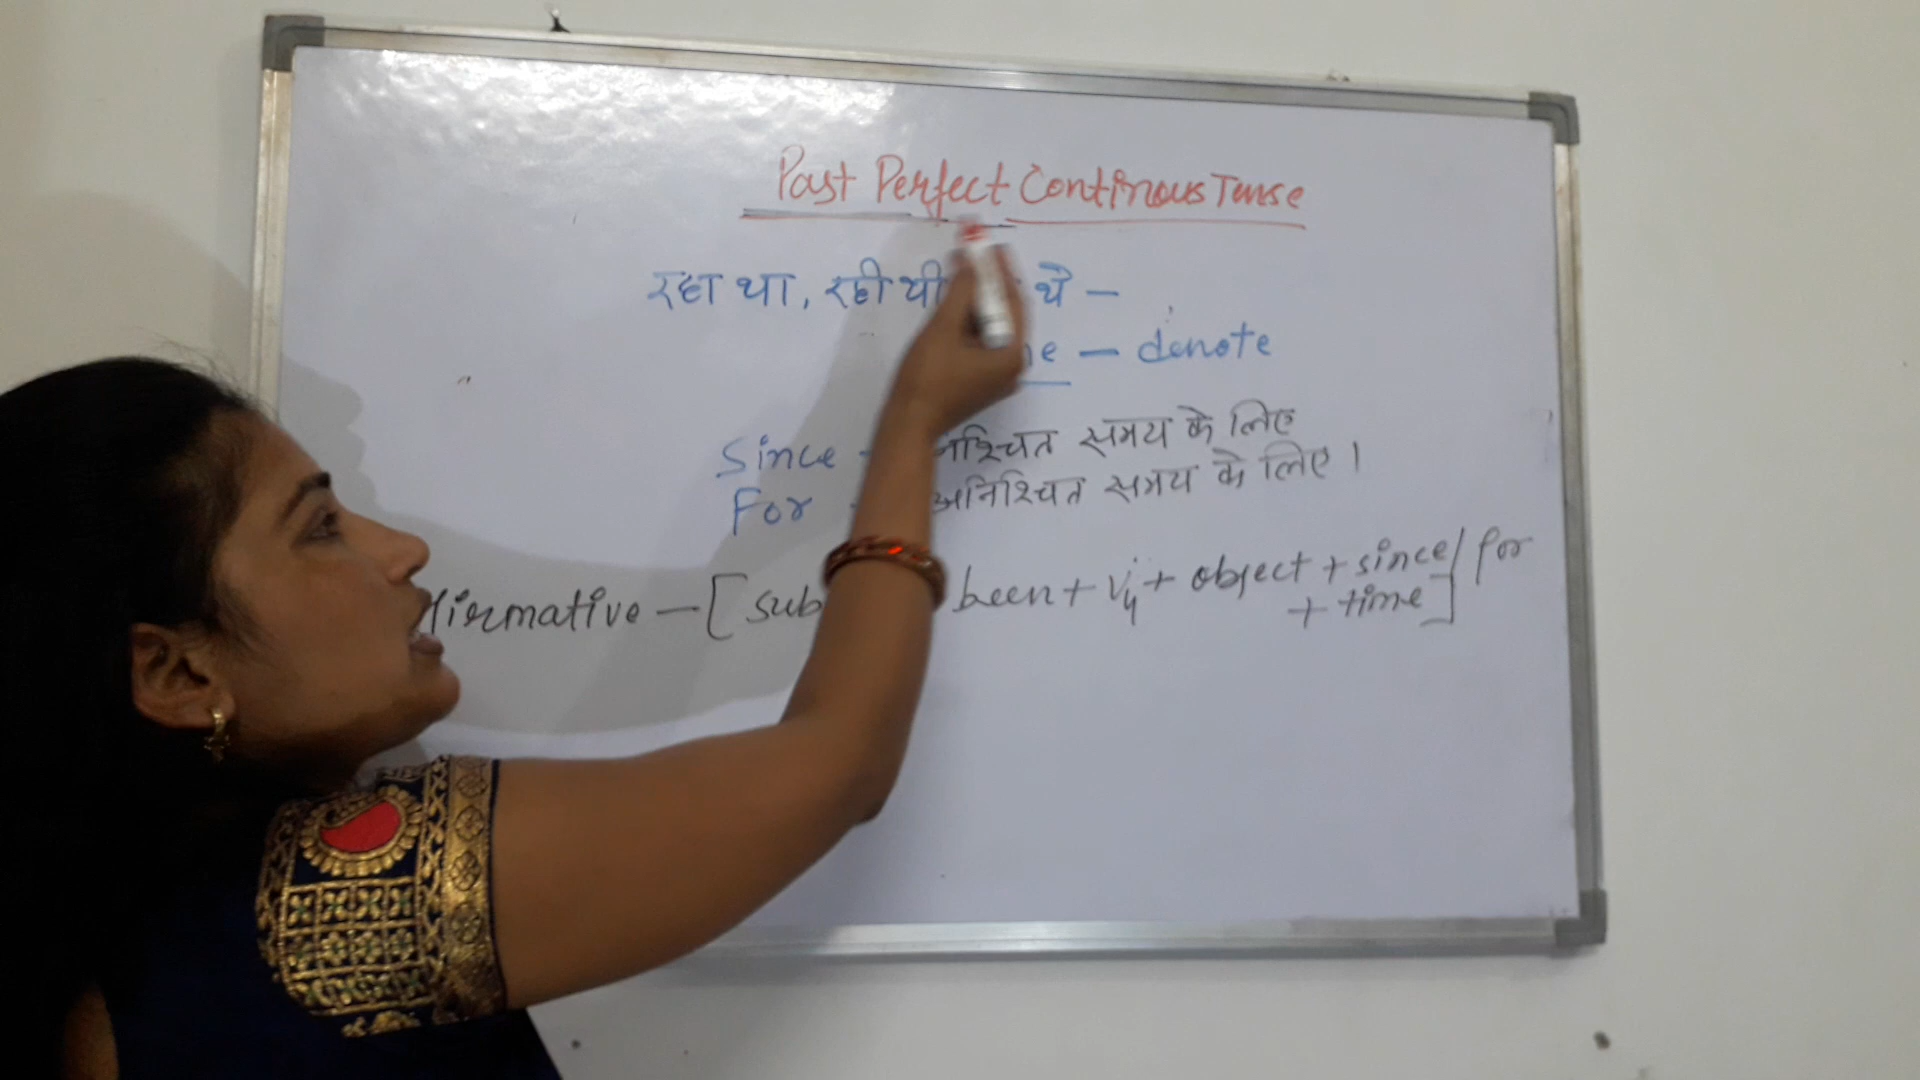 Past Perfect Continous Tense
रहा था, रही थी थे —
— denote
Since - निश्चित समय के लिए
For - अनिश्चित समय के लिए ।
firmative — [sub been + V4 + object + since/for
+ time]